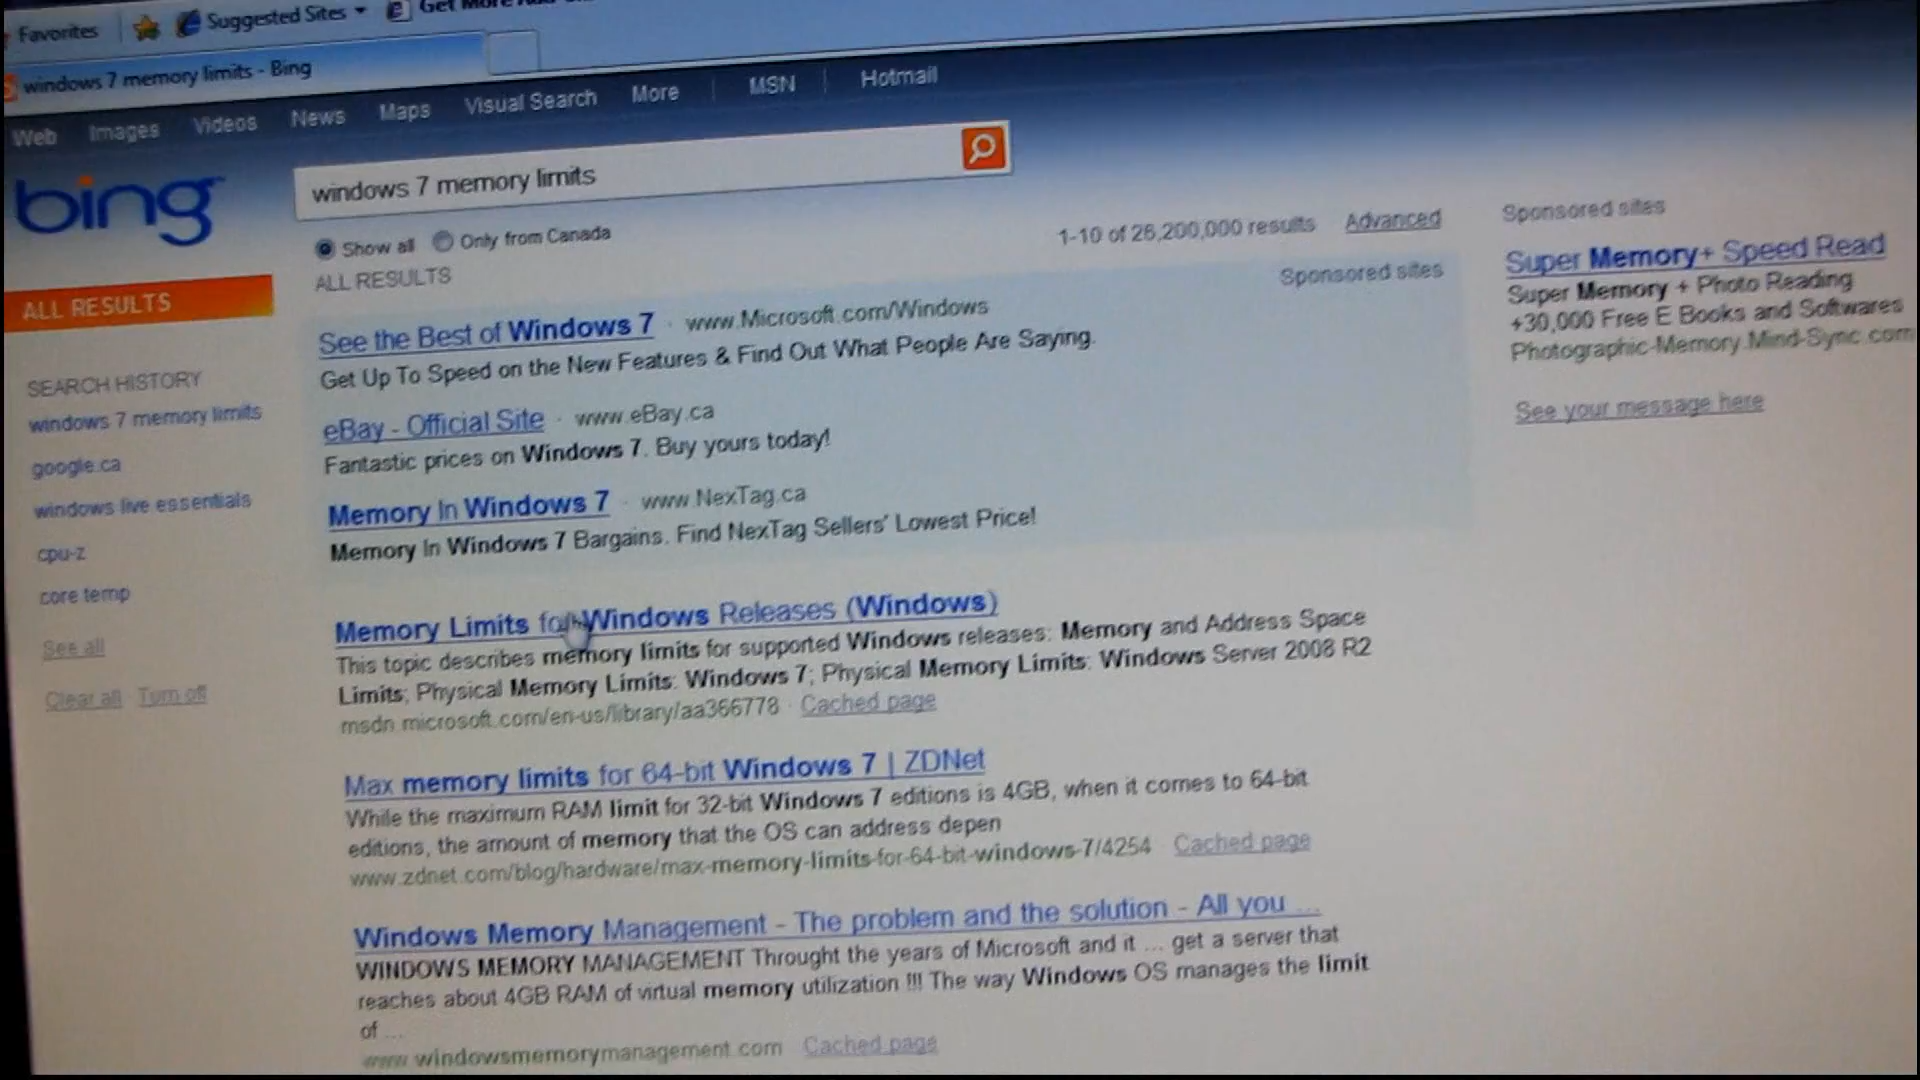 Favorites Suggested Sites Get More
windows 7 memory limits - Bing
Web Images Videos News Maps Visual Search More MSN Hotmail
bing
windows 7 memory limits
Show all Only from Canada
1-10 of 26,200,000 results Advanced
ALL RESULTS
Sponsored sites
ALL RESULTS
SEARCH HISTORY
windows 7 memory limits
google.ca
windows live essentials
cpu-z
core temp
See all
Clear all · Turn off
See the Best of Windows 7 · www.Microsoft.com/Windows
Get Up To Speed on the New Features & Find Out What People Are Saying.
eBay - Official Site · www.eBay.ca
Fantastic prices on Windows 7. Buy yours today!
Memory In Windows 7 · www.NexTag.ca
Memory In Windows 7 Bargains. Find NexTag Sellers' Lowest Price!
Memory Limits for Windows Releases (Windows)
This topic describes memory limits for supported Windows releases: Memory and Address Space
Limits; Physical Memory Limits: Windows 7; Physical Memory Limits: Windows Server 2008 R2
msdn.microsoft.com/en-us/library/aa366778 · Cached page
Max memory limits for 64-bit Windows 7 | ZDNet
While the maximum RAM limit for 32-bit Windows 7 editions is 4GB, when it comes to 64-bit
editions, the amount of memory that the OS can address depen
www.zdnet.com/blog/hardware/max-memory-limits-for-64-bit-windows-7/4254 · Cached page
Windows Memory Management - The problem and the solution - All you ...
WINDOWS MEMORY MANAGEMENT Throught the years of Microsoft and it ... get a server that
reaches about 4GB RAM of virtual memory utilization !!! The way Windows OS manages the limit
of ...
www.windowsmemorymanagement.com Cached page
Sponsored sites
Super Memory+ Speed Read
Super Memory + Photo Reading
+30,000 Free E Books and Softwares
Photographic-Memory.Mind-Sync.com
See your message here